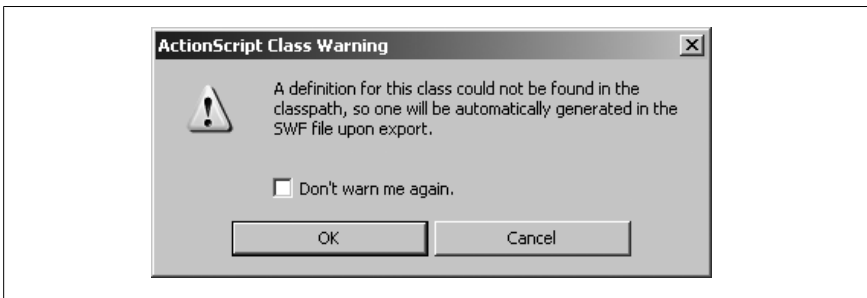 ActionScript Class Warning
A definition for this class could not be found in the
classpath, so one will be automatically generated in the
SWF file upon export.
Don't warn me again.
OK
Cancel